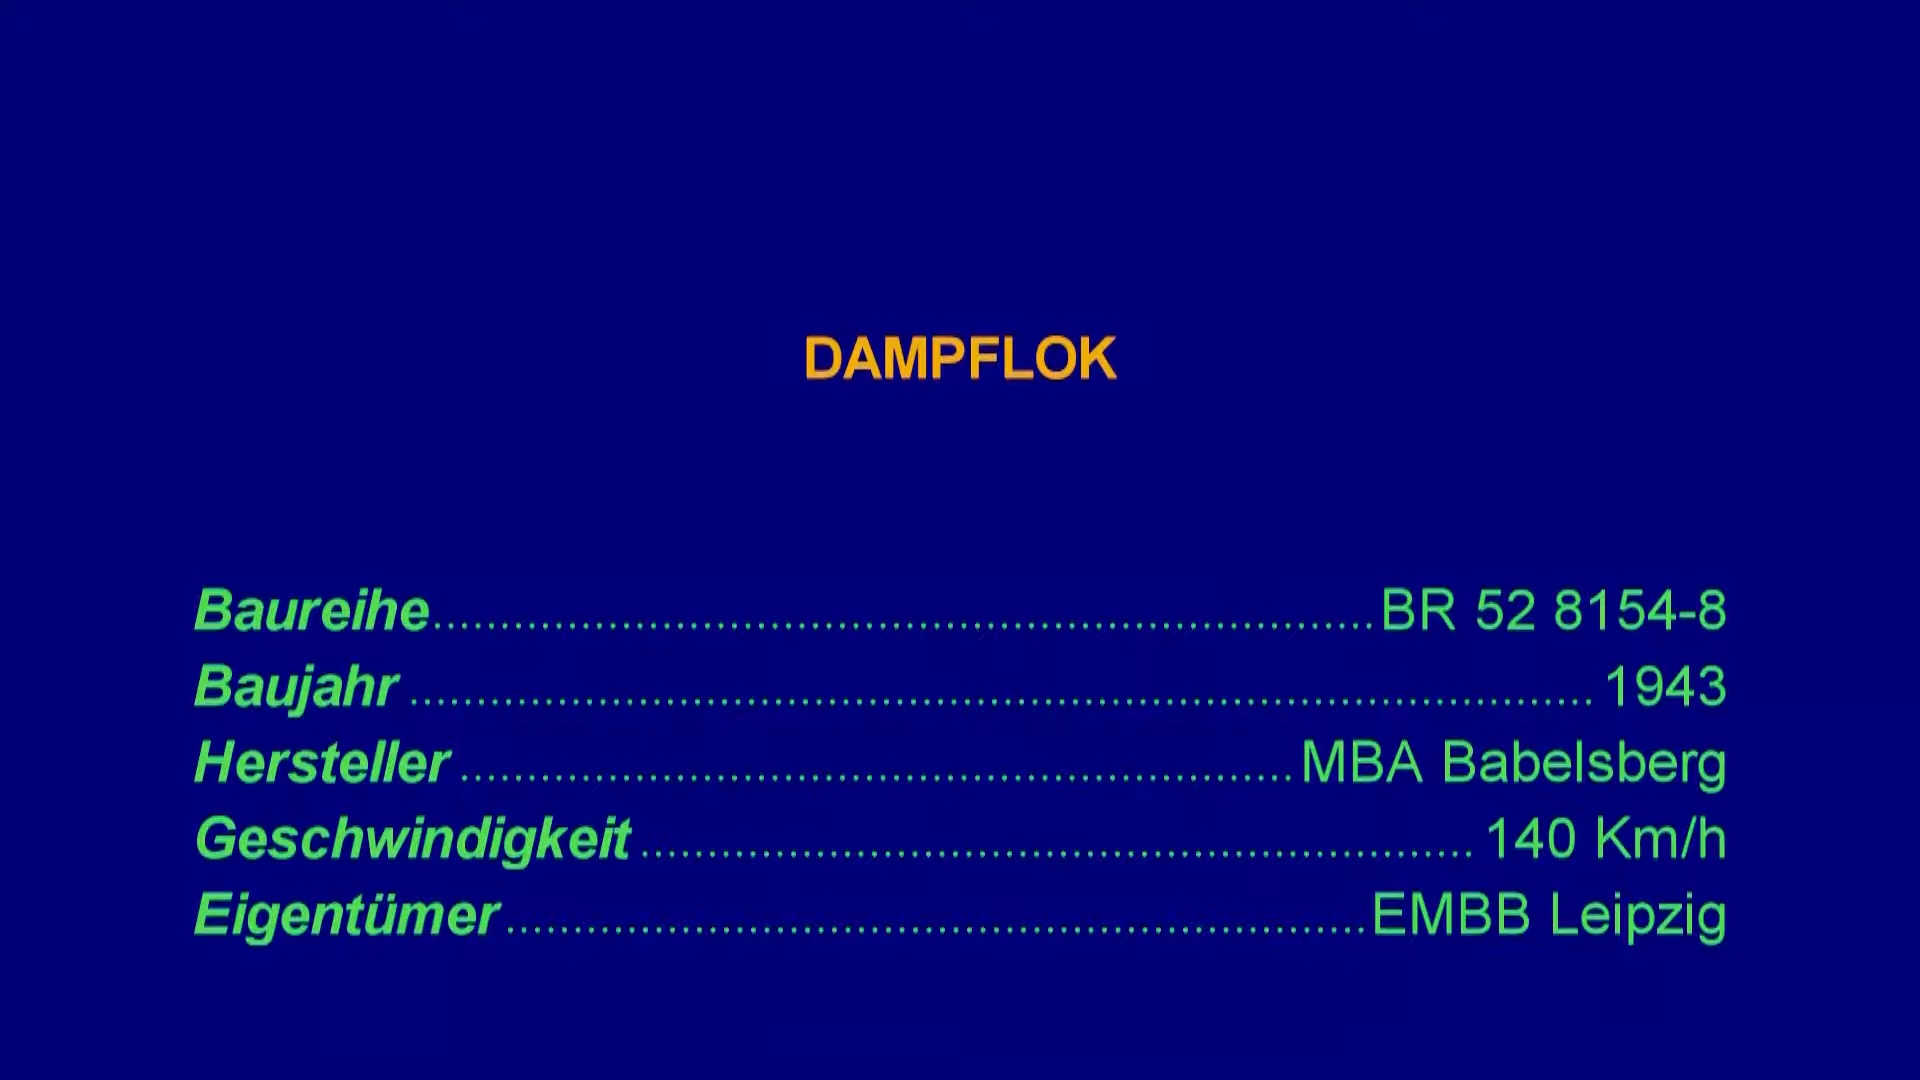 DAMPFLOK
Baureihe..........................................................................BR 52 8154-8
Baujahr ............................................................................................. 1943
Hersteller .................................................................MBA Babelsberg
Geschwindigkeit ................................................................. 140 Km/h
Eigentümer...................................................................EMBB Leipzig